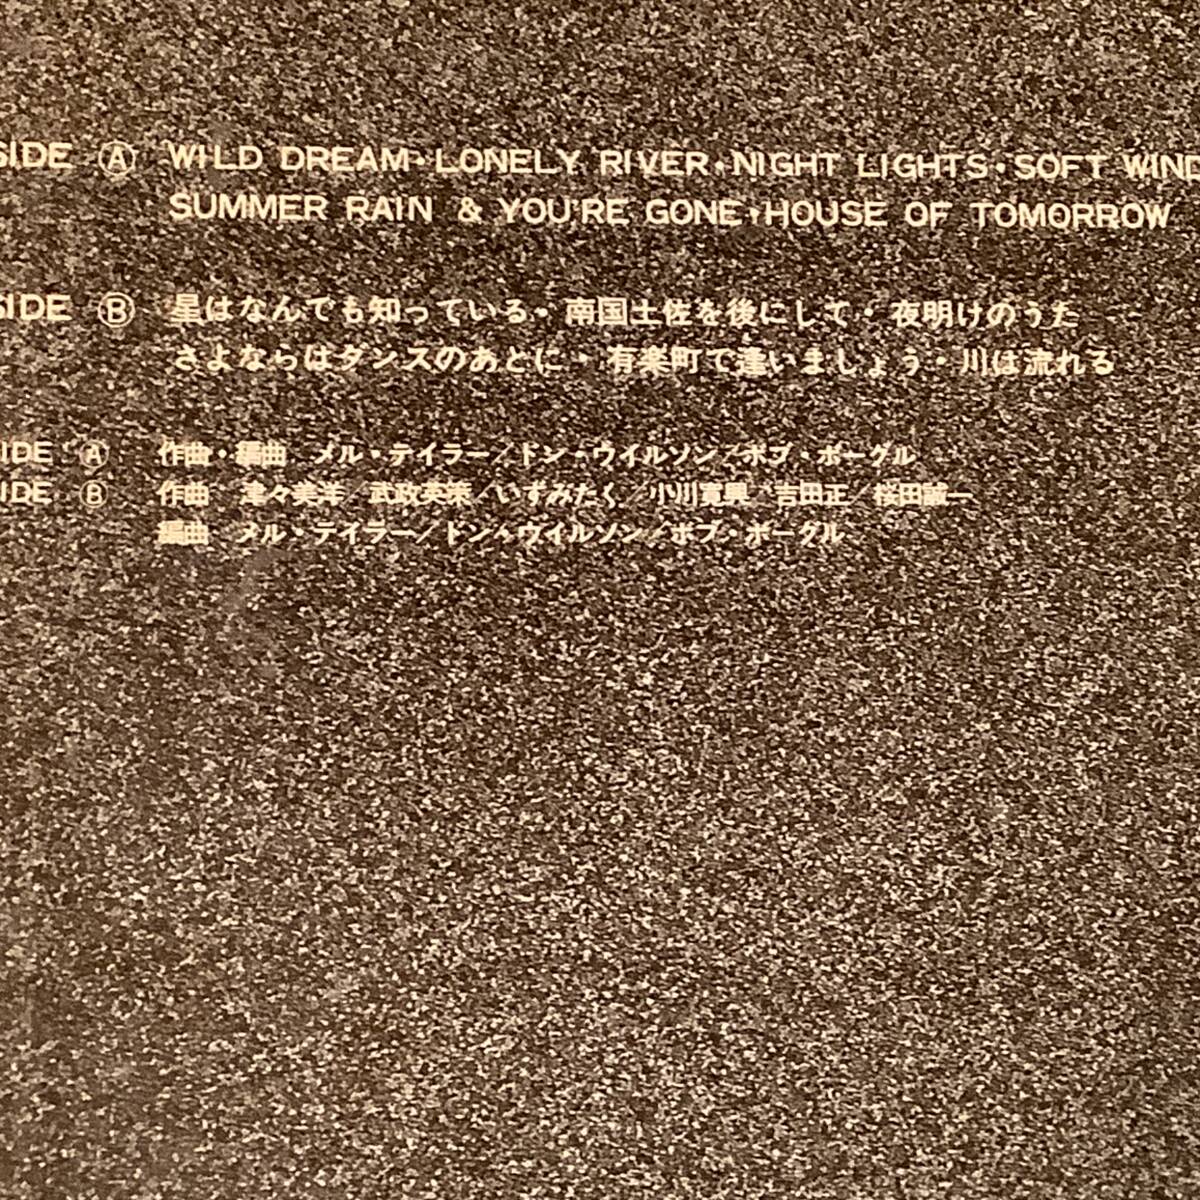 SIDE Ⓐ WILD DREAM・LONELY RIVER・NIGHT LIGHTS・SOFT WIND
SUMMER RAIN & YOU'RE GONE・HOUSE OF TOMORROW
SIDE Ⓑ 星はなんでも知っている・南国土佐を後にして・夜明けのうた
さよならはダンスのあとに・有楽町で逢いましょう・川は流れる
IDE Ⓐ 作曲・編曲 メル・テイラー/ドン・ウイルソン/ボブ・ボーグル
IDE Ⓑ 作曲 津々美洋/武政英策/いずみたく/小川寛興/吉田正/桜田誠一
編曲 メル・テイラー/ドン・ウイルソン/ボブ・ボーグル